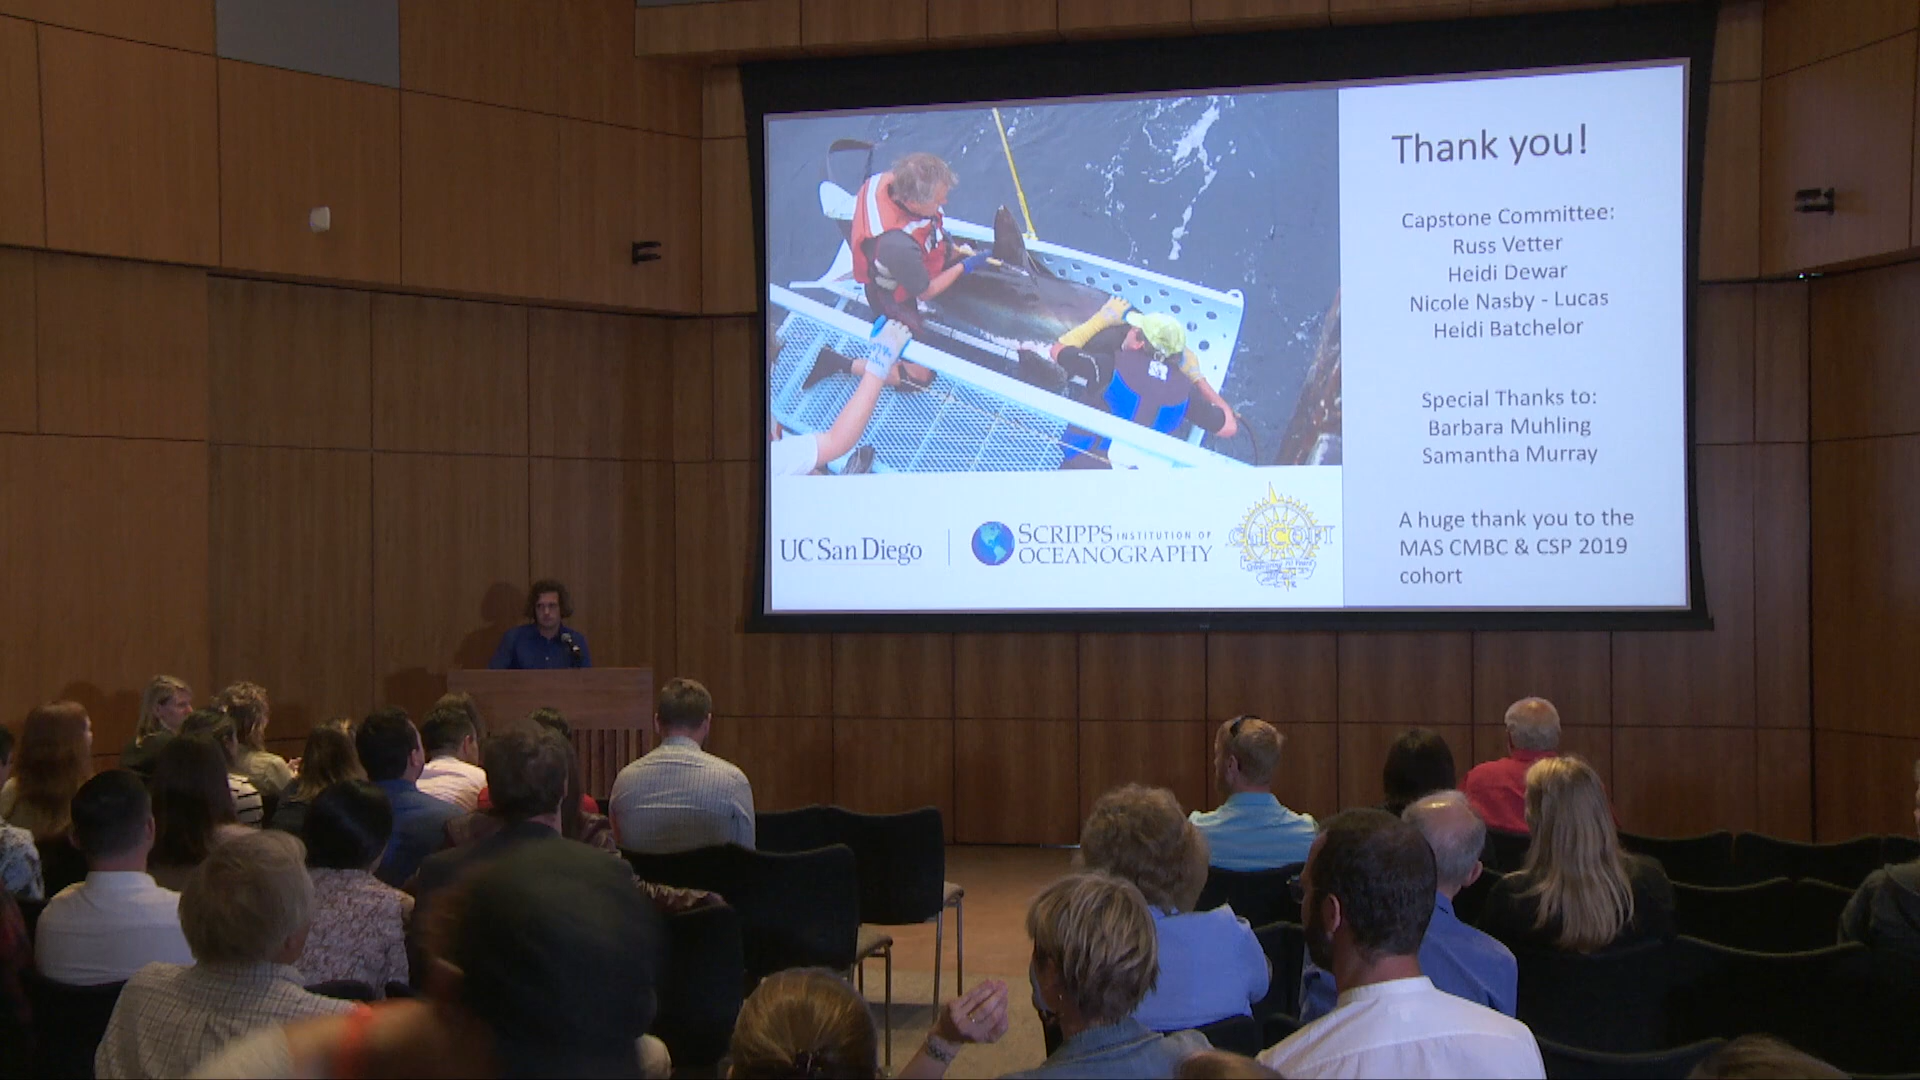 Thank you!
Capstone Committee:
Russ Vetter
Heidi Dewar
Nicole Nasby - Lucas
Heidi Batchelor
Special Thanks to:
Barbara Muhling
Samantha Murray
A huge thank you to the
MAS CMBC & CSP 2019
cohort
UC San Diego
SCRIPPS INSTITUTION OF
OCEANOGRAPHY
CalCOFI